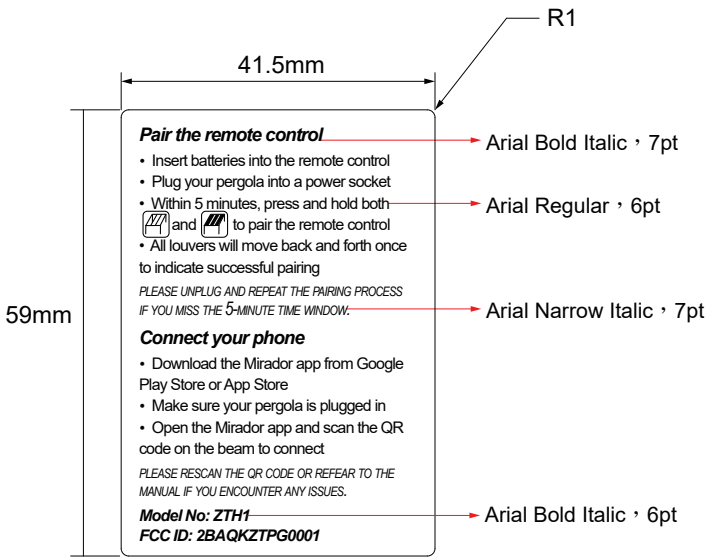 R1
41.5mm
59mm
Pair the remote control
Arial Bold Italic，7pt
• Insert batteries into the remote control
• Plug your pergola into a power socket
• Within 5 minutes, press and hold both
Arial Regular，6pt
and to pair the remote control
• All louvers will move back and forth once
to indicate successful pairing
PLEASE UNPLUG AND REPEAT THE PAIRING PROCESS
IF YOU MISS THE 5-MINUTE TIME WINDOW.
Arial Narrow Italic，7pt
Connect your phone
• Download the Mirador app from Google
Play Store or App Store
• Make sure your pergola is plugged in
• Open the Mirador app and scan the QR
code on the beam to connect
PLEASE RESCAN THE QR CODE OR REFEAR TO THE
MANUAL IF YOU ENCOUNTER ANY ISSUES.
Model No: ZTH1
Arial Bold Italic，6pt
FCC ID: 2BAQKZTPG0001